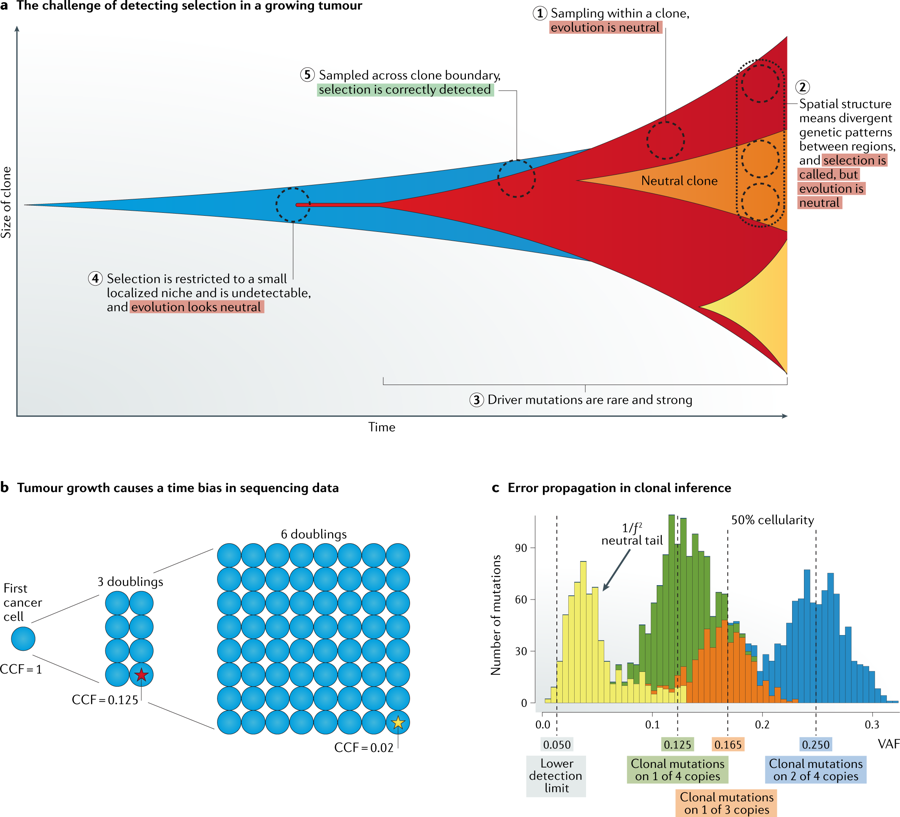 a The challenge of detecting selection in a growing tumour
① Sampling within a clone,
evolution is neutral
⑤ Sampled across clone boundary,
selection is correctly detected
②
Spatial structure
means divergent
genetic patterns
between regions,
and selection is
called, but
evolution is
neutral
Neutral clone
Size of clone
④ Selection is restricted to a small
localized niche and is undetectable,
and evolution looks neutral
③ Driver mutations are rare and strong
Time
b Tumour growth causes a time bias in sequencing data
6 doublings
3 doublings
First
cancer
cell
CCF = 1
CCF = 0.125
CCF = 0.02
c Error propagation in clonal inference
50% cellularity
1/f²
neutral tail
Number of mutations
90
60
30
0
0.0
0.1
0.2
0.3
VAF
0.050
0.125
0.165
0.250
Lower
detection
limit
Clonal mutations
on 1 of 4 copies
Clonal mutations
on 2 of 4 copies
Clonal mutations
on 1 of 3 copies